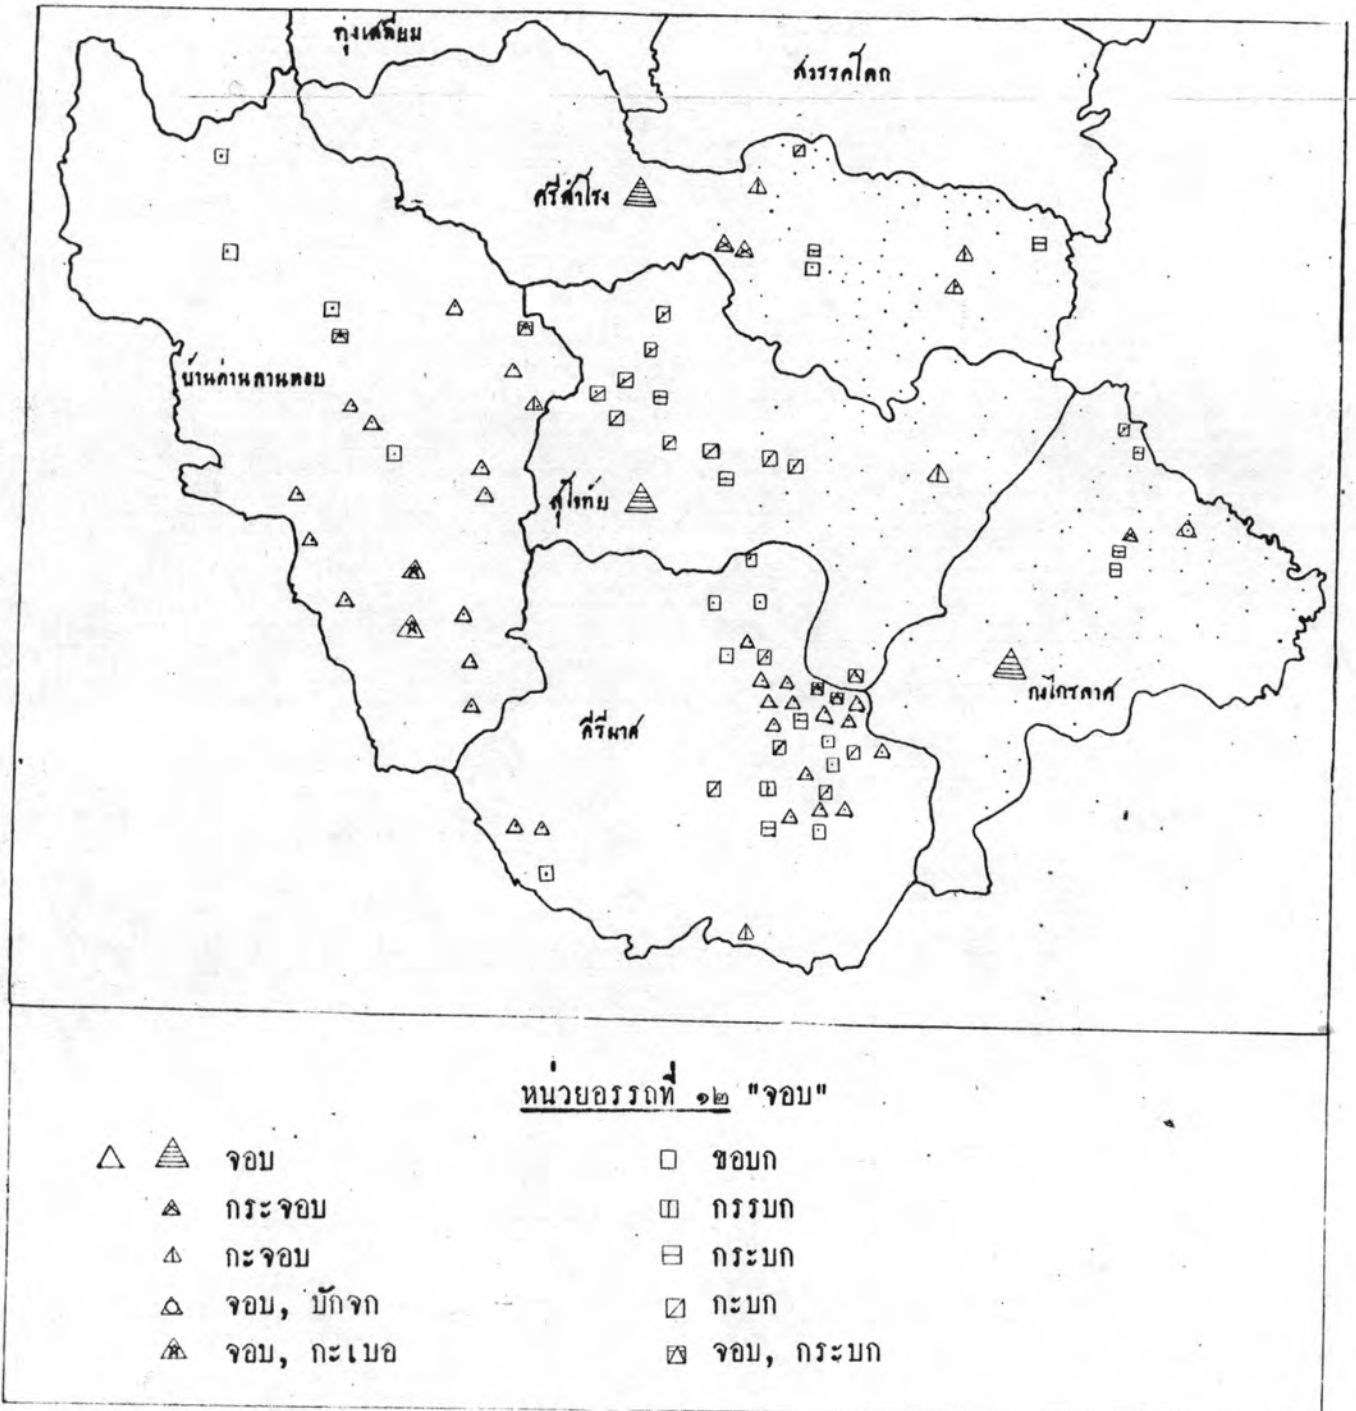 ทุ่งเสลี่ยม
สวรรคโลก
ศรีสำโรง
บ้านด่านลานหอย
สุโขทัย
กงไกรลาศ
คีรีมาศ
หน่วยอรรถที่ ๑๒ "จอบ"
จอบ
ขอบก
กระจอบ
กรรบก
กะจอบ
กระบก
จอบ, บักจก
กะบก
จอบ, กะเบอ
จอบ, กระบก